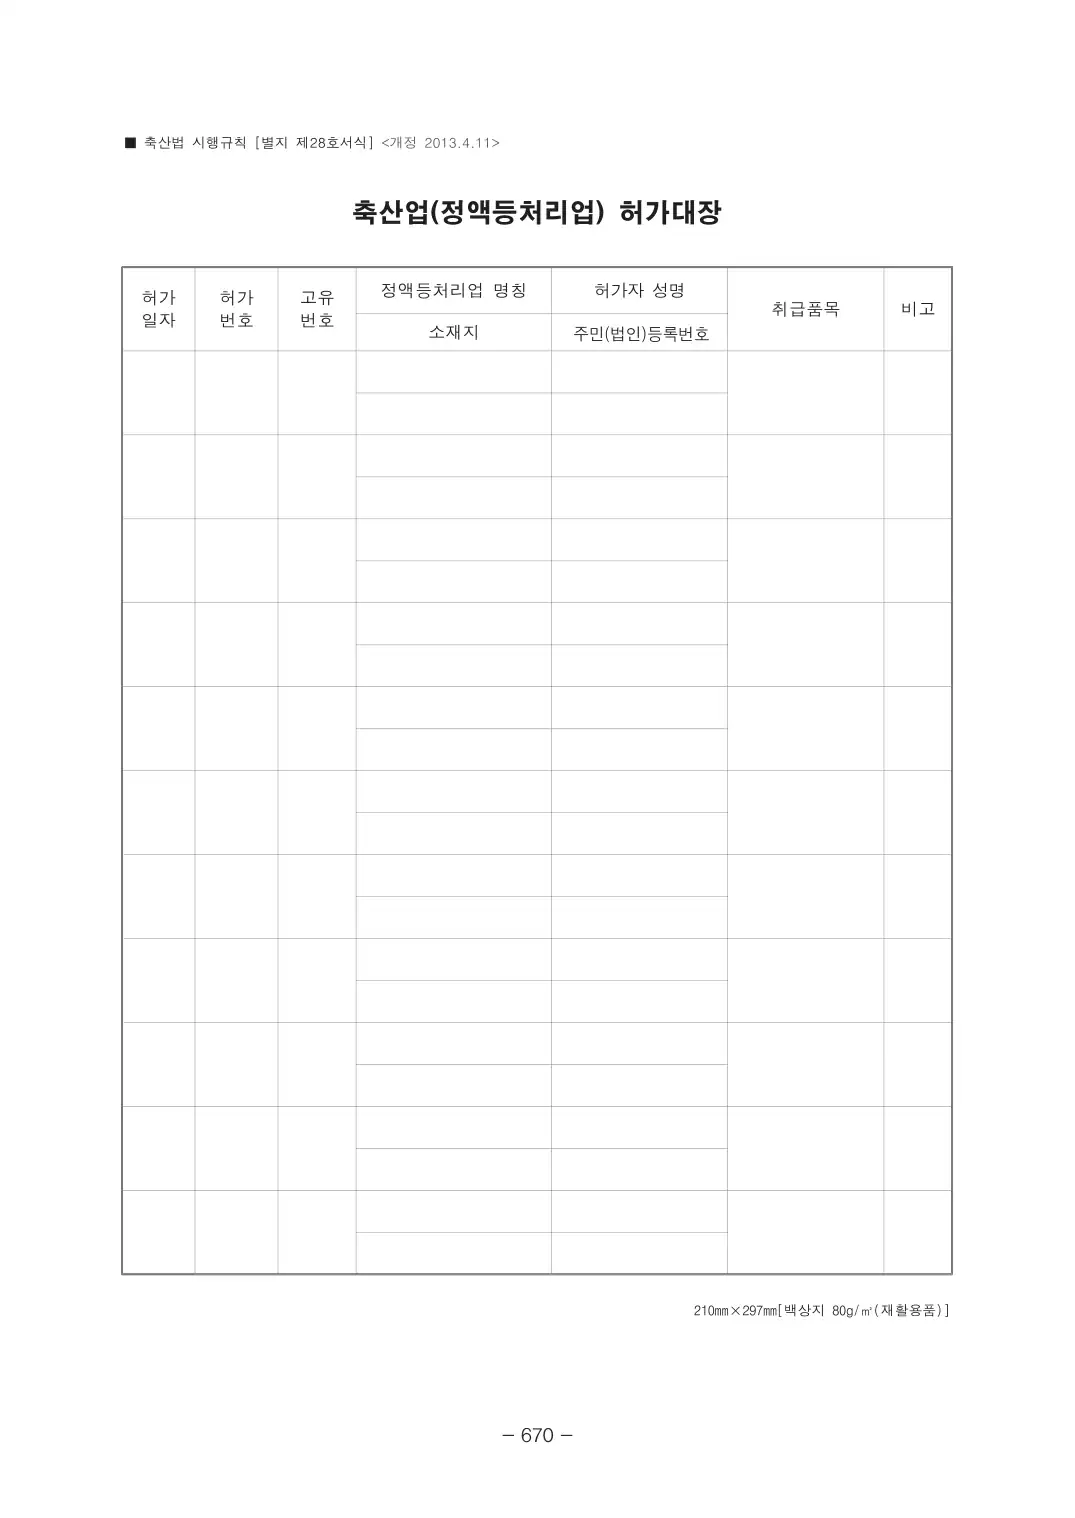 ■ 축산법 시행규칙 [별지 제28호서식] <개정 2013.4.11>
축산업(정액등처리업) 허가대장
허가
일자
허가
번호
고유
번호
정액등처리업 명칭
소재지
허가자 성명
주민(법인)등록번호
취급품목
비고
210㎜×297㎜[백상지 80g/㎡(재활용품)]
- 670 -